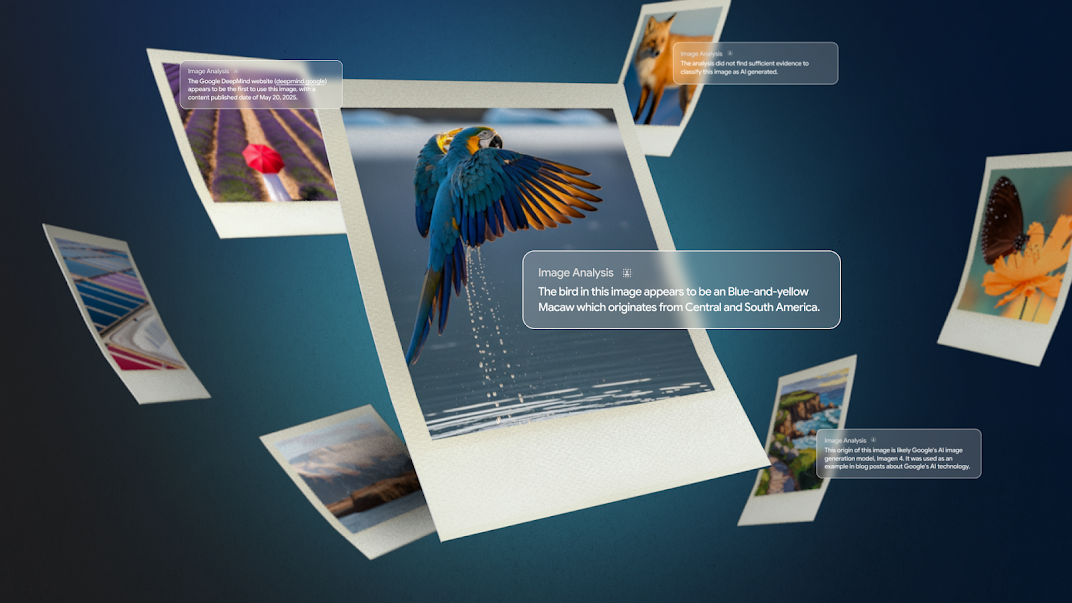 Image Analysis
The Google DeepMind website (deepmind.google)
appears to be the first to use this image, with a
content published date of May 20, 2025.
Image Analysis
The analysis did not find sufficient evidence to
classify this image as AI generated.
Image Analysis
The bird in this image appears to be an Blue-and-yellow
Macaw which originates from Central and South America.
Image Analysis
This origin of this image is likely Google's AI image
generation model, Imagen 4. It was used as an
example in blog posts about Google's AI technology.